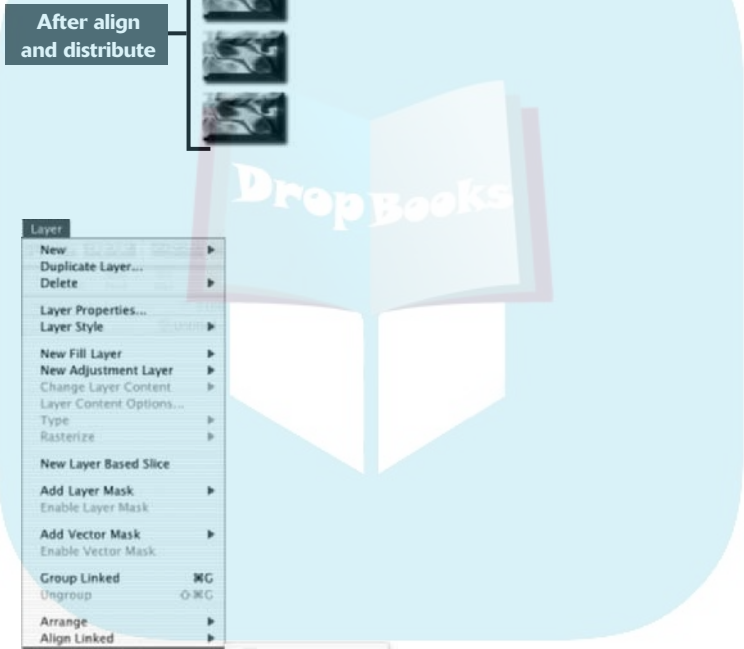 After align
and distribute
Drop Books
Layer
New
Duplicate Layer...
Delete
Layer Properties...
Layer Style
New Fill Layer
New Adjustment Layer
Change Layer Content
Layer Content Options...
Type
Rasterize
New Layer Based Slice
Add Layer Mask
Enable Layer Mask
Add Vector Mask
Enable Vector Mask
Group Linked ⌘G
Ungroup ⇧⌘G
Arrange
Align Linked